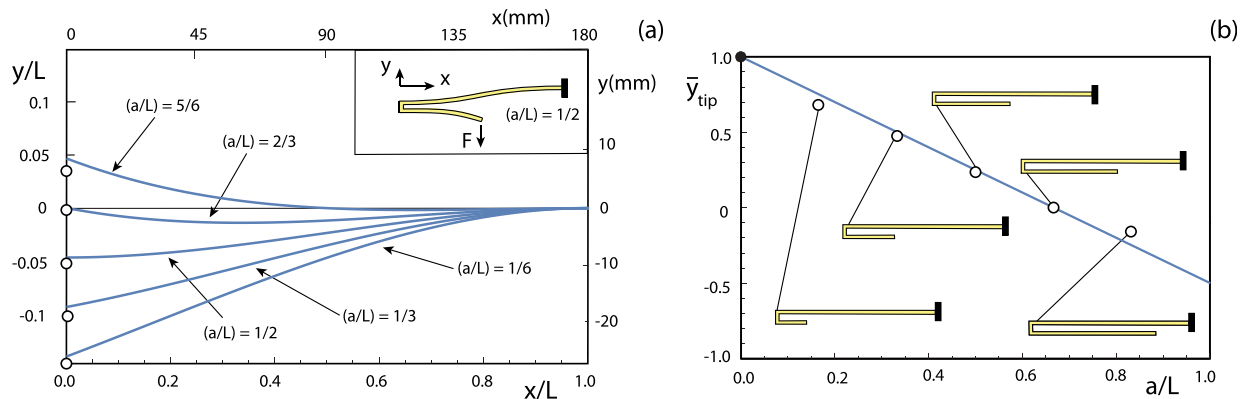 x(mm)
0 45 90 135 180
(a)
y/L
y(mm)
0.1
0.05
0
-0.05
-0.1
10
0
-10
-20
y
x
F
(a/L) = 1/2
(a/L) = 5/6
(a/L) = 2/3
(a/L) = 1/6
(a/L) = 1/3
(a/L) = 1/2
0.0 0.2 0.4 0.6 0.8 1.0
x/L
(b)
ȳtip
1.0
0.5
0
-0.5
-1.0
0.0 0.2 0.4 0.6 0.8 1.0
a/L